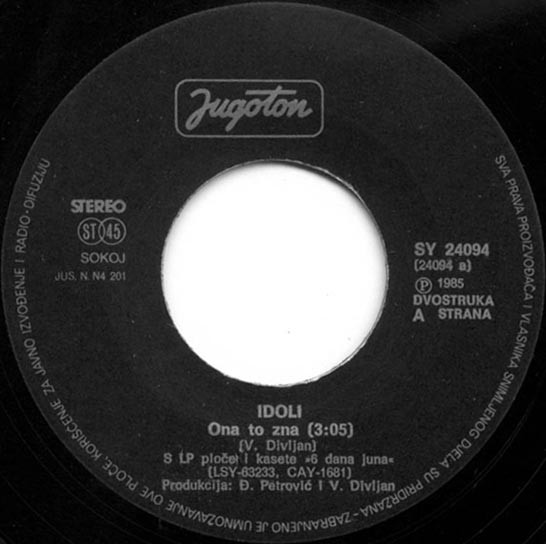 Jugoton
STEREO
ST 45
SOKOJ
JUS. N. N4 201
SY 24094
(24094 a)
Ⓟ 1985
DVOSTRUKA
A STRANA
IDOLI
Ona to zna (3:05)
(V. Divljan)
S LP ploče i kasete »6 dana juna«
(LSY-63233, CAY-1681)
Produkcija: Đ. Petrović i V. Divljan
SVA PRAVA PROIZVOĐAČA I VLASNIKA SNIMLJENOG DJELA SU PRIDRŽANA - ZABRANJENO JE UMNOŽAVANJE OVE PLOČE, KORIŠĆENJE ZA JAVNO IZVOĐENJE I RADIO-DIFUZIJU